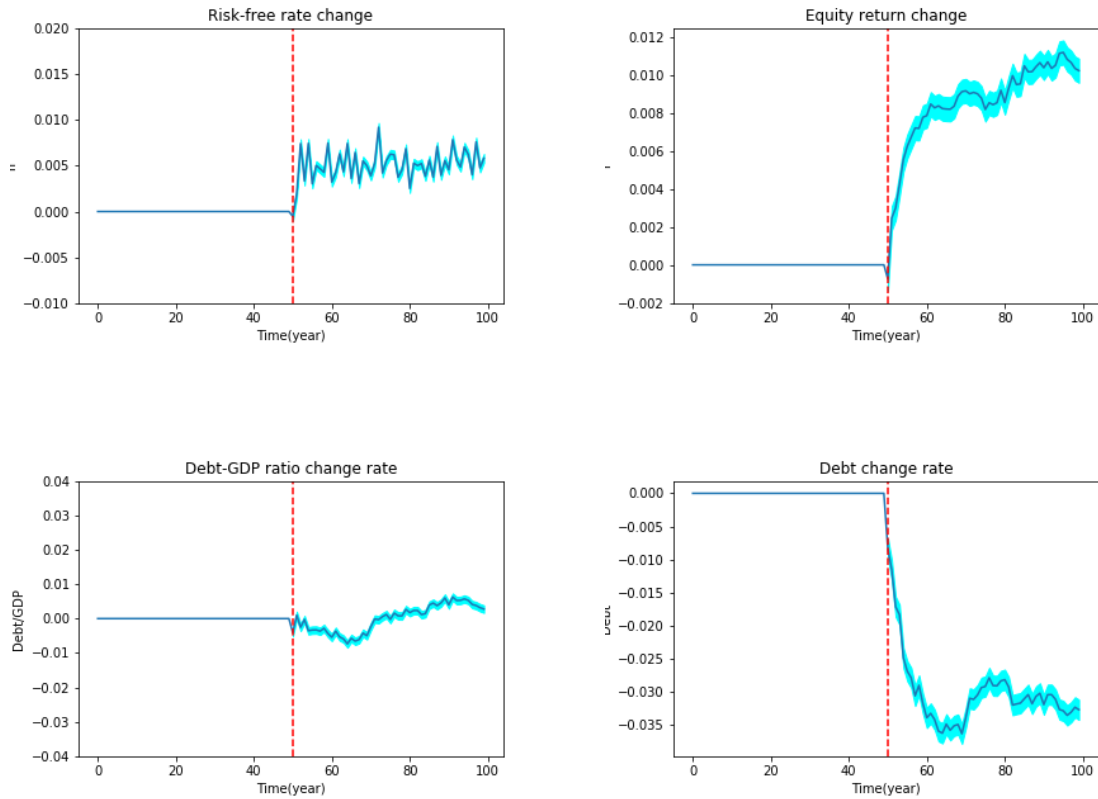 Risk-free rate change
0.020
0.015
0.010
0.005
0.000
−0.005
−0.010
0 20 40 60 80 100
Time(year)
Equity return change
0.012
0.010
0.008
0.006
0.004
0.002
0.000
−0.002
0 20 40 60 80 100
Time(year)
Debt-GDP ratio change rate
0.04
0.03
0.02
0.01
0.00
−0.01
−0.02
−0.03
−0.04
Debt/GDP
0 20 40 60 80 100
Time(year)
Debt change rate
0.000
−0.005
−0.010
−0.015
−0.020
−0.025
−0.030
−0.035
Debt
0 20 40 60 80 100
Time(year)